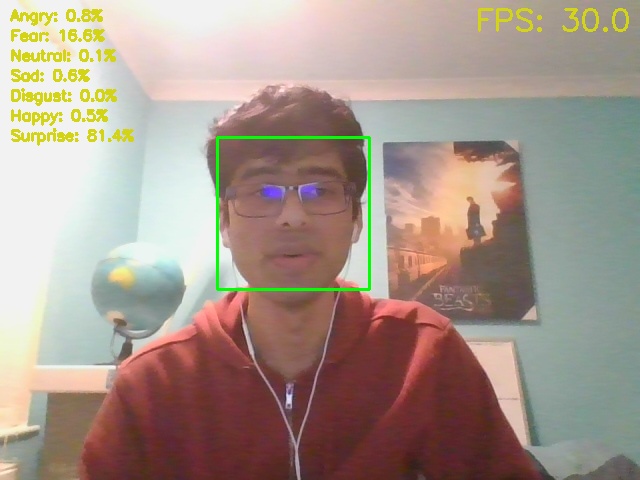 Angry: 0.8%
Fear: 16.6%
Neutral: 0.1%
Sad: 0.6%
Disgust: 0.0%
Happy: 0.5%
Surprise: 81.4%
FPS: 30.0
FANTASTIC
BEASTS